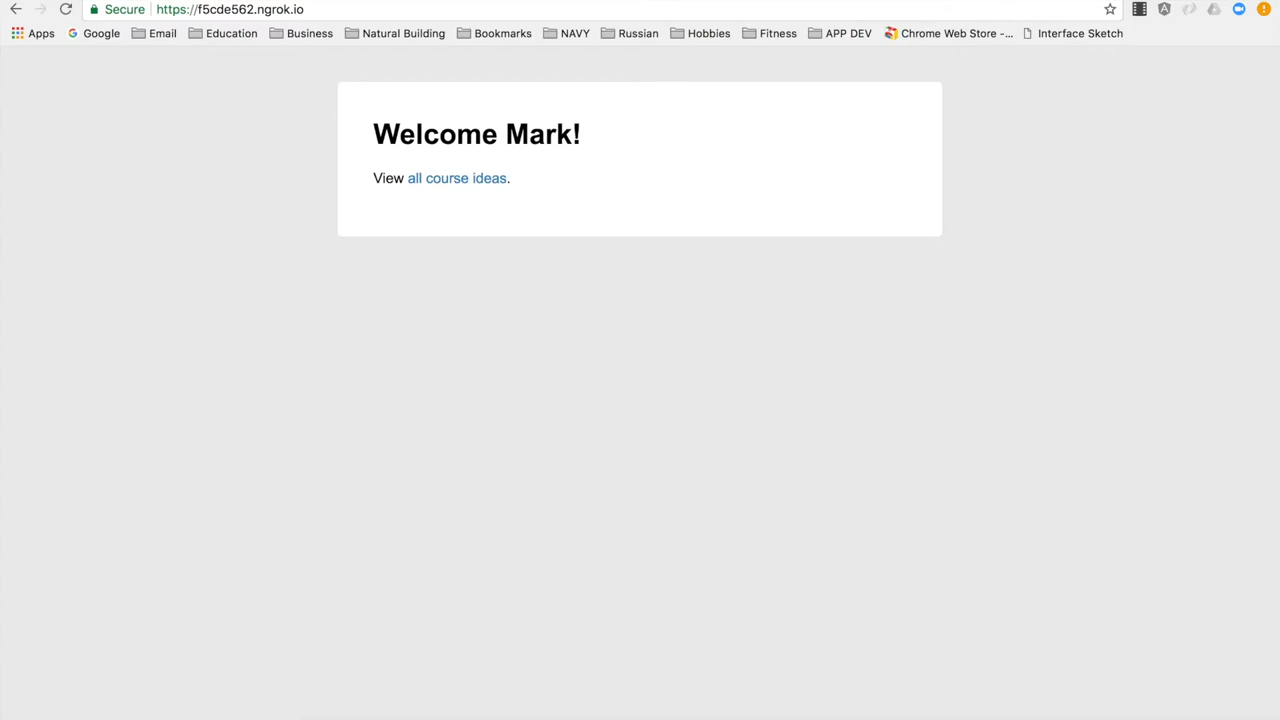 Secure https://f5cde562.ngrok.io
Apps Google Email Education Business Natural Building Bookmarks NAVY Russian Hobbies Fitness APP DEV Chrome Web Store -... Interface Sketch
Welcome Mark!
View all course ideas.